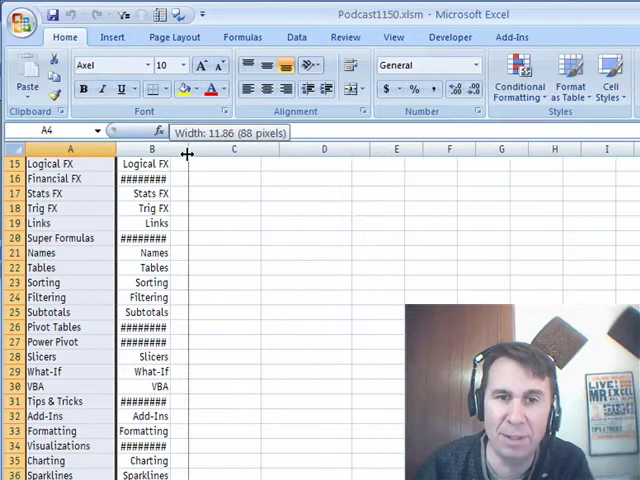 Podcast1150.xlsm - Microsoft Excel
Home Insert Page Layout Formulas Data Review View Developer Add-Ins
Paste
Axel 10 A A
B I U A
General
$ % , .0 .00 .00 .0
Conditional Formatting
Format as Table
Cell Styles
Clipboard Font Alignment Number Styles
A4 fx Width: 11.86 (88 pixels)
A B C D E F G H I
15 Logical FX Logical FX
16 Financial FX ########
17 Stats FX Stats FX
18 Trig FX Trig FX
19 Links Links
20 Super Formulas ########
21 Names Names
22 Tables Tables
23 Sorting Sorting
24 Filtering Filtering
25 Subtotals Subtotals
26 Pivot Tables ########
27 Power Pivot ########
28 Slicers Slicers
29 What-If What-If
30 VBA VBA
31 Tips & Tricks ########
32 Add-Ins Add-Ins
33 Formatting Formatting
34 Visualizations ########
35 Charting Charting
36 Sparklines Sparklines
LIVE!
MR EXCEL